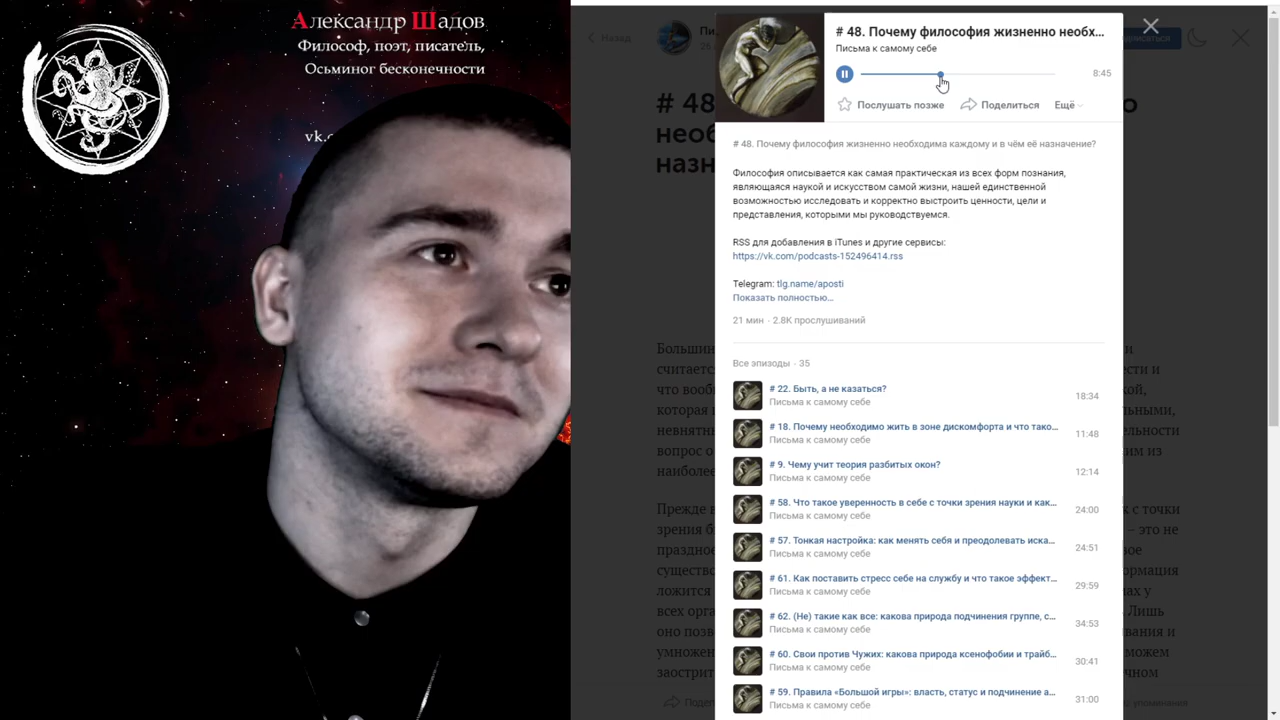 Александр Шадов
Философ, поэт, писатель,
Осьминог бесконечности
vk.c
Назад
# 48. Почему философия жизненно необх...
Письма к самому себе
8:45
Послушать позже
Поделиться
Ещё
# 48. Почему философия жизненно необходима каждому и в чём её назначение?
Философия описывается как самая практическая из всех форм познания,
являющаяся наукой и искусством самой жизни, нашей единственной
возможностью исследовать и корректно выстроить ценности, цели и
представления, которыми мы руководствуемся.
RSS для добавления в iTunes и другие сервисы:
https://vk.com/podcasts-152496414.rss
Telegram: tlg.name/aposti
Показать полностью...
21 мин · 2.8K прослушиваний
Все эпизоды · 35
# 22. Быть, а не казаться?
Письма к самому себе
18:34
# 18. Почему необходимо жить в зоне дискомфорта и что тако...
Письма к самому себе
11:48
# 9. Чему учит теория разбитых окон?
Письма к самому себе
12:14
# 58. Что такое уверенность в себе с точки зрения науки и как...
Письма к самому себе
24:00
# 57. Тонкая настройка: как менять себя и преодолевать иска...
Письма к самому себе
24:51
# 61. Как поставить стресс себе на службу и что такое эффект...
Письма к самому себе
29:59
# 62. (Не) такие как все: какова природа подчинения группе, с...
Письма к самому себе
34:53
# 60. Свои против Чужих: какова природа ксенофобии и трайб...
Письма к самому себе
30:41
# 59. Правила «Большой игры»: власть, статус и подчинение а...
Письма к самому себе
31:00